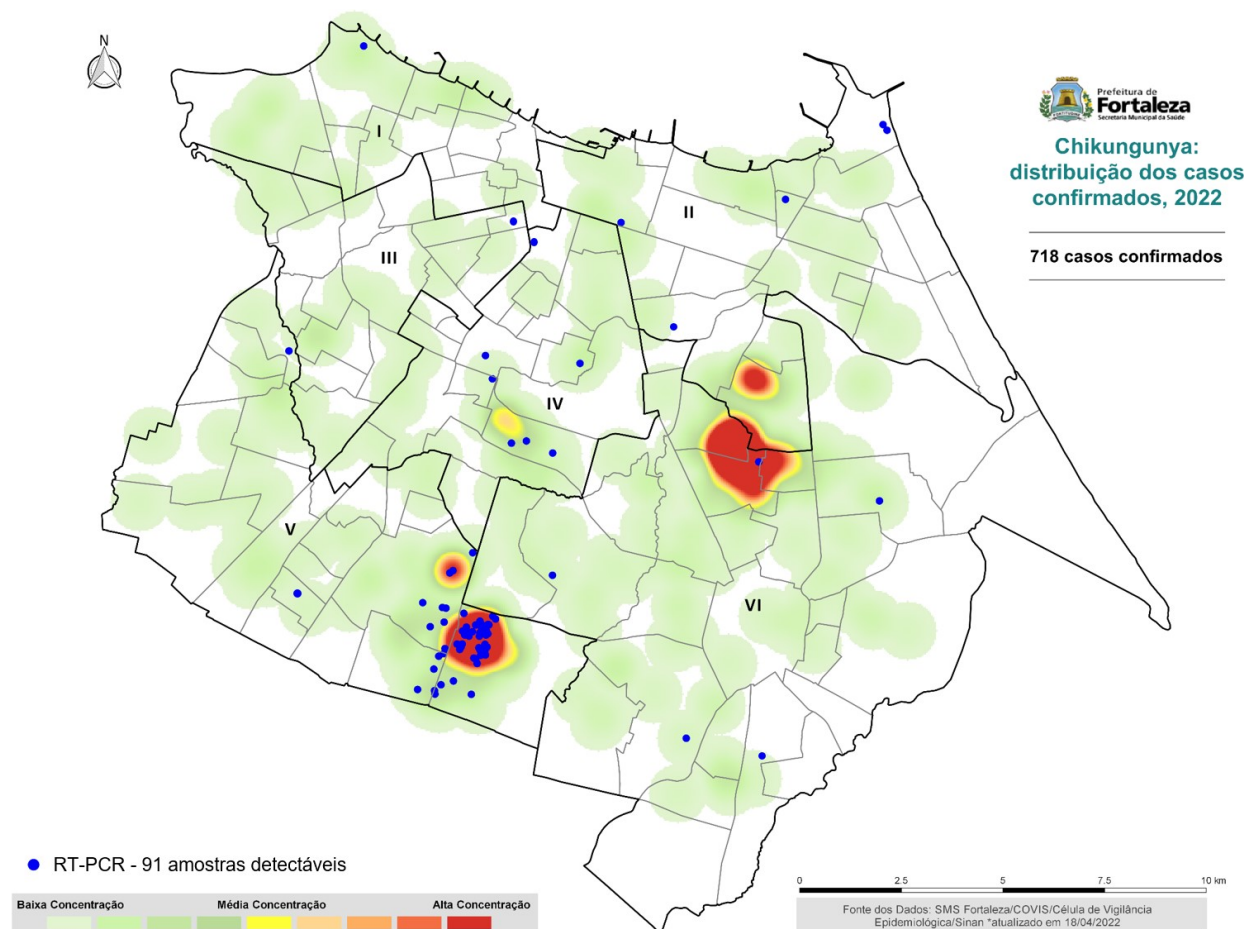 N
Prefeitura de
Fortaleza
Secretaria Municipal da Saúde
Chikungunya:
distribuição dos casos
confirmados, 2022
718 casos confirmados
I
II
III
IV
V
VI
RT-PCR - 91 amostras detectáveis
Baixa Concentração Média Concentração Alta Concentração
0 2.5 5 7.5 10 km
Fonte dos Dados: SMS Fortaleza/COVIS/Célula de Vigilância
Epidemiológica/Sinan *atualizado em 18/04/2022